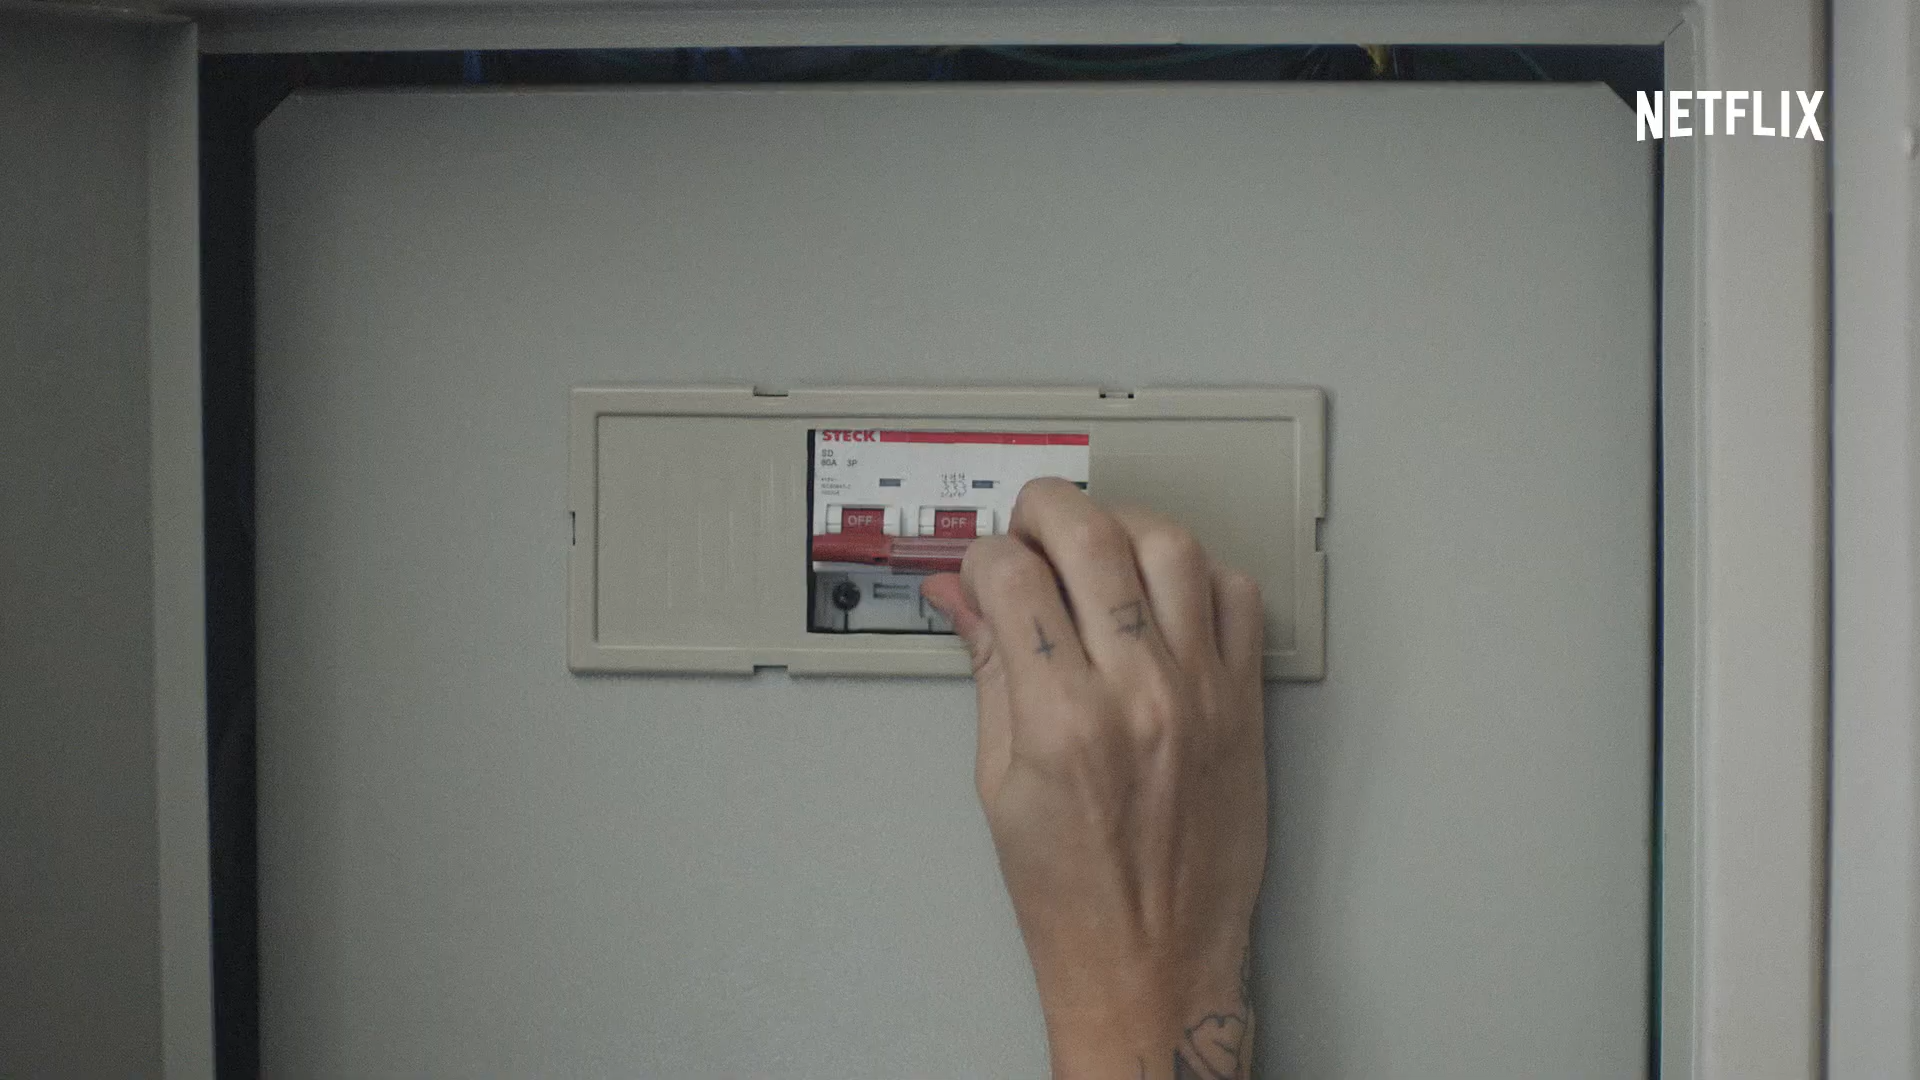 NETFLIX
STECK
SD
60A 3P
OFF OFF